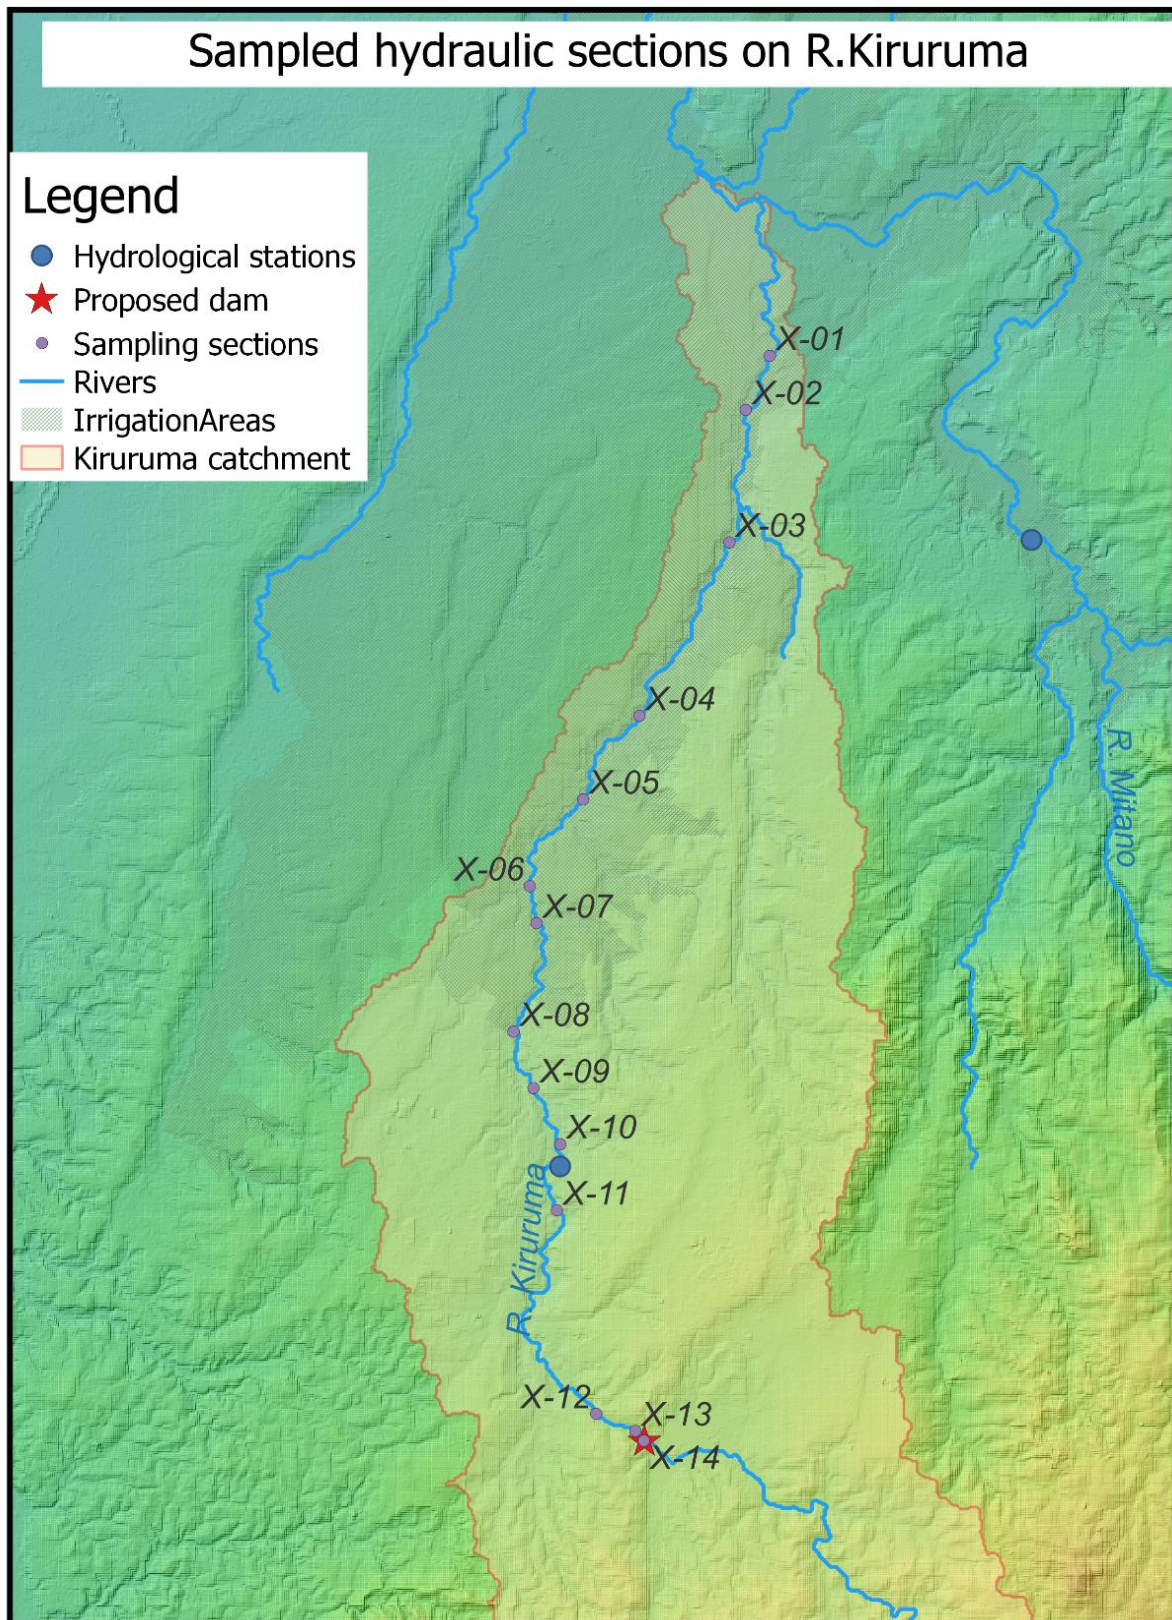 Sampled hydraulic sections on R.Kiruruma
Legend
Hydrological stations
Proposed dam
Sampling sections
Rivers
IrrigationAreas
Kiruruma catchment
X-01
X-02
X-03
X-04
R. Mitano
X-05
X-06
X-07
X-08
X-09
X-10
X-11
R. Kiruruma
X-12
X-13
X-14